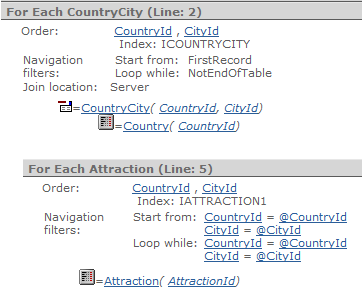 For Each CountryCity (Line: 2)
Order: CountryId , CityId
Index: ICOUNTRYCITY
Navigation Start from: FirstRecord
filters: Loop while: NotEndOfTable
Join location: Server
=CountryCity( CountryId, CityId)
=Country( CountryId)
For Each Attraction (Line: 5)
Order: CountryId , CityId
Index: IATTRACTION1
Navigation Start from: CountryId = @CountryId
filters: CityId = @CityId
Loop while: CountryId = @CountryId
CityId = @CityId
=Attraction( AttractionId)